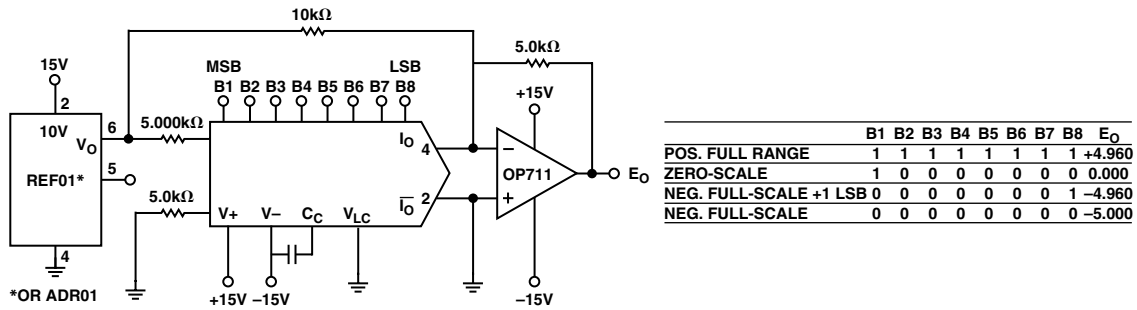 10kΩ
5.0kΩ
15V
2
10V
VO
6
5
REF01*
4
*OR ADR01
5.000kΩ
5.0kΩ
MSB LSB
B1 B2 B3 B4 B5 B6 B7 B8
IO 4
IO 2
V+ V– CC VLC
+15V –15V
+15V
–
OP711
+
–15V
EO
B1 B2 B3 B4 B5 B6 B7 B8 EO
POS. FULL RANGE 1 1 1 1 1 1 1 1 +4.960
ZERO-SCALE 1 0 0 0 0 0 0 0 0.000
NEG. FULL-SCALE +1 LSB 0 0 0 0 0 0 0 1 –4.960
NEG. FULL-SCALE 0 0 0 0 0 0 0 0 –5.000